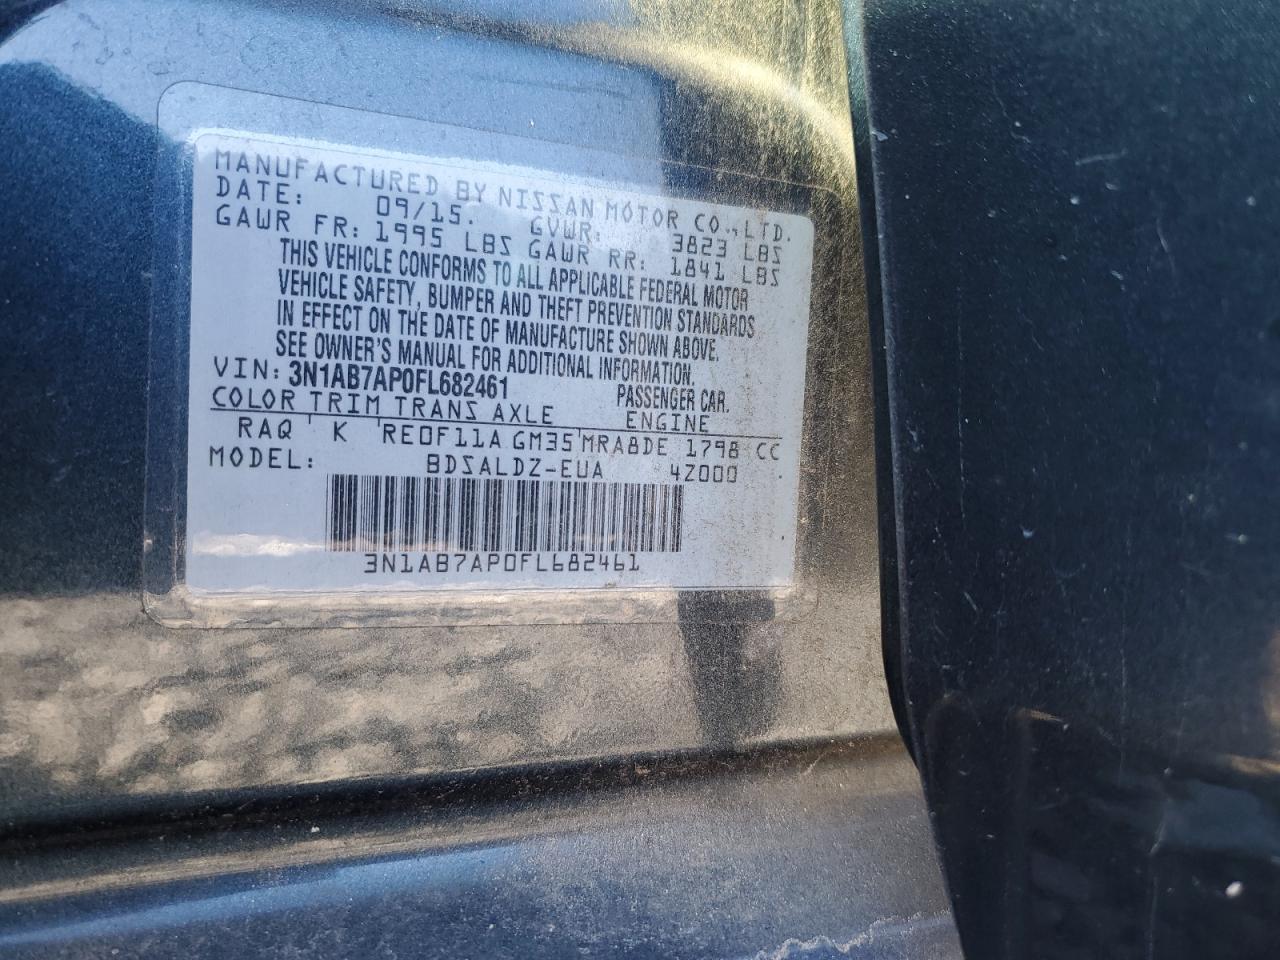 MANUFACTURED BY NISSAN MOTOR CO.,LTD.
DATE: 09/15. GVWR: 3823 LBS
GAWR FR: 1995 LBS GAWR RR: 1841 LBS
THIS VEHICLE CONFORMS TO ALL APPLICABLE FEDERAL MOTOR
VEHICLE SAFETY, BUMPER AND THEFT PREVENTION STANDARDS
IN EFFECT ON THE DATE OF MANUFACTURE SHOWN ABOVE.
SEE OWNER'S MANUAL FOR ADDITIONAL INFORMATION.
VIN: 3N1AB7AP0FL682461 PASSENGER CAR.
COLOR TRIM TRANS AXLE ENGINE
RAQ K RE0F11A GM35 MRA8DE 1798 CC
MODEL: BDSALDZ-EUA 4Z000
3N1AB7AP0FL682461